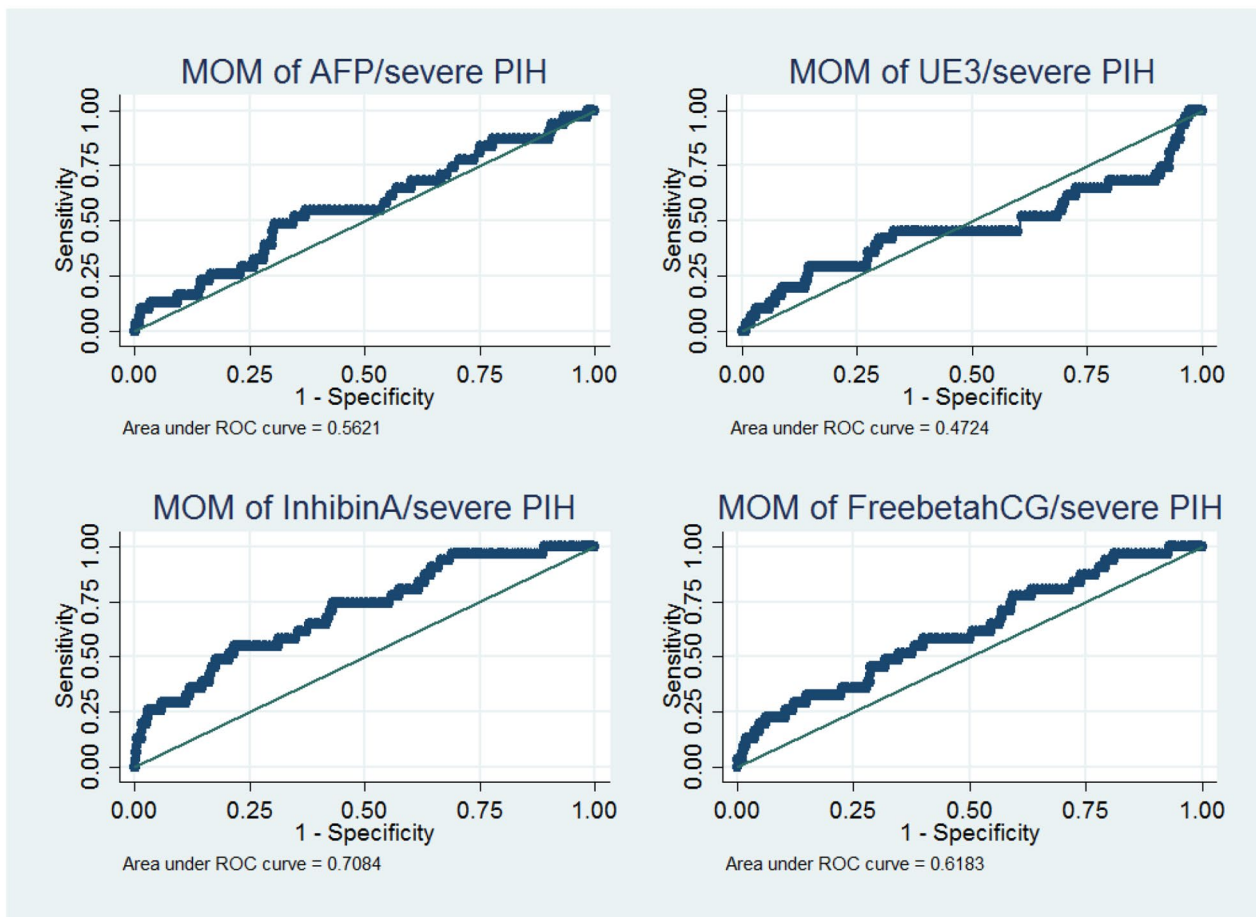 MOM of AFP/severe PIH
Sensitivity
0.00 0.25 0.50 0.75 1.00
0.00 0.25 0.50 0.75 1.00
1 - Specificity
Area under ROC curve = 0.5621
MOM of UE3/severe PIH
Sensitivity
0.00 0.25 0.50 0.75 1.00
0.00 0.25 0.50 0.75 1.00
1 - Specificity
Area under ROC curve = 0.4724
MOM of InhibinA/severe PIH
Sensitivity
0.00 0.25 0.50 0.75 1.00
0.00 0.25 0.50 0.75 1.00
1 - Specificity
Area under ROC curve = 0.7084
MOM of FreebetahCG/severe PIH
Sensitivity
0.00 0.25 0.50 0.75 1.00
0.00 0.25 0.50 0.75 1.00
1 - Specificity
Area under ROC curve = 0.6183